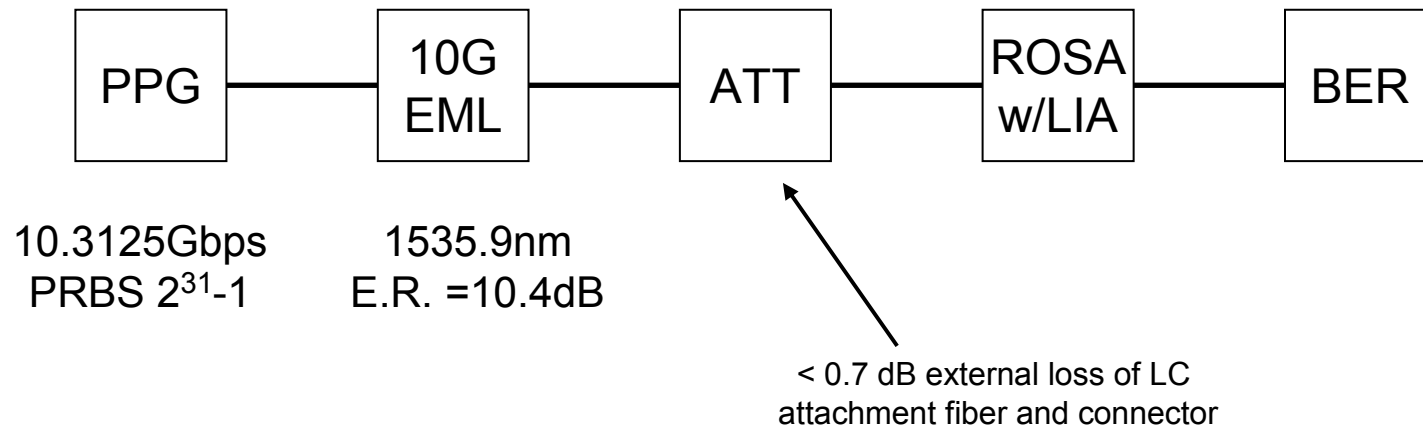 PPG
10G
EML
ATT
ROSA
w/LIA
BER
10.3125Gbps
PRBS 2³¹-1
1535.9nm
E.R. =10.4dB
< 0.7 dB external loss of LC
attachment fiber and connector